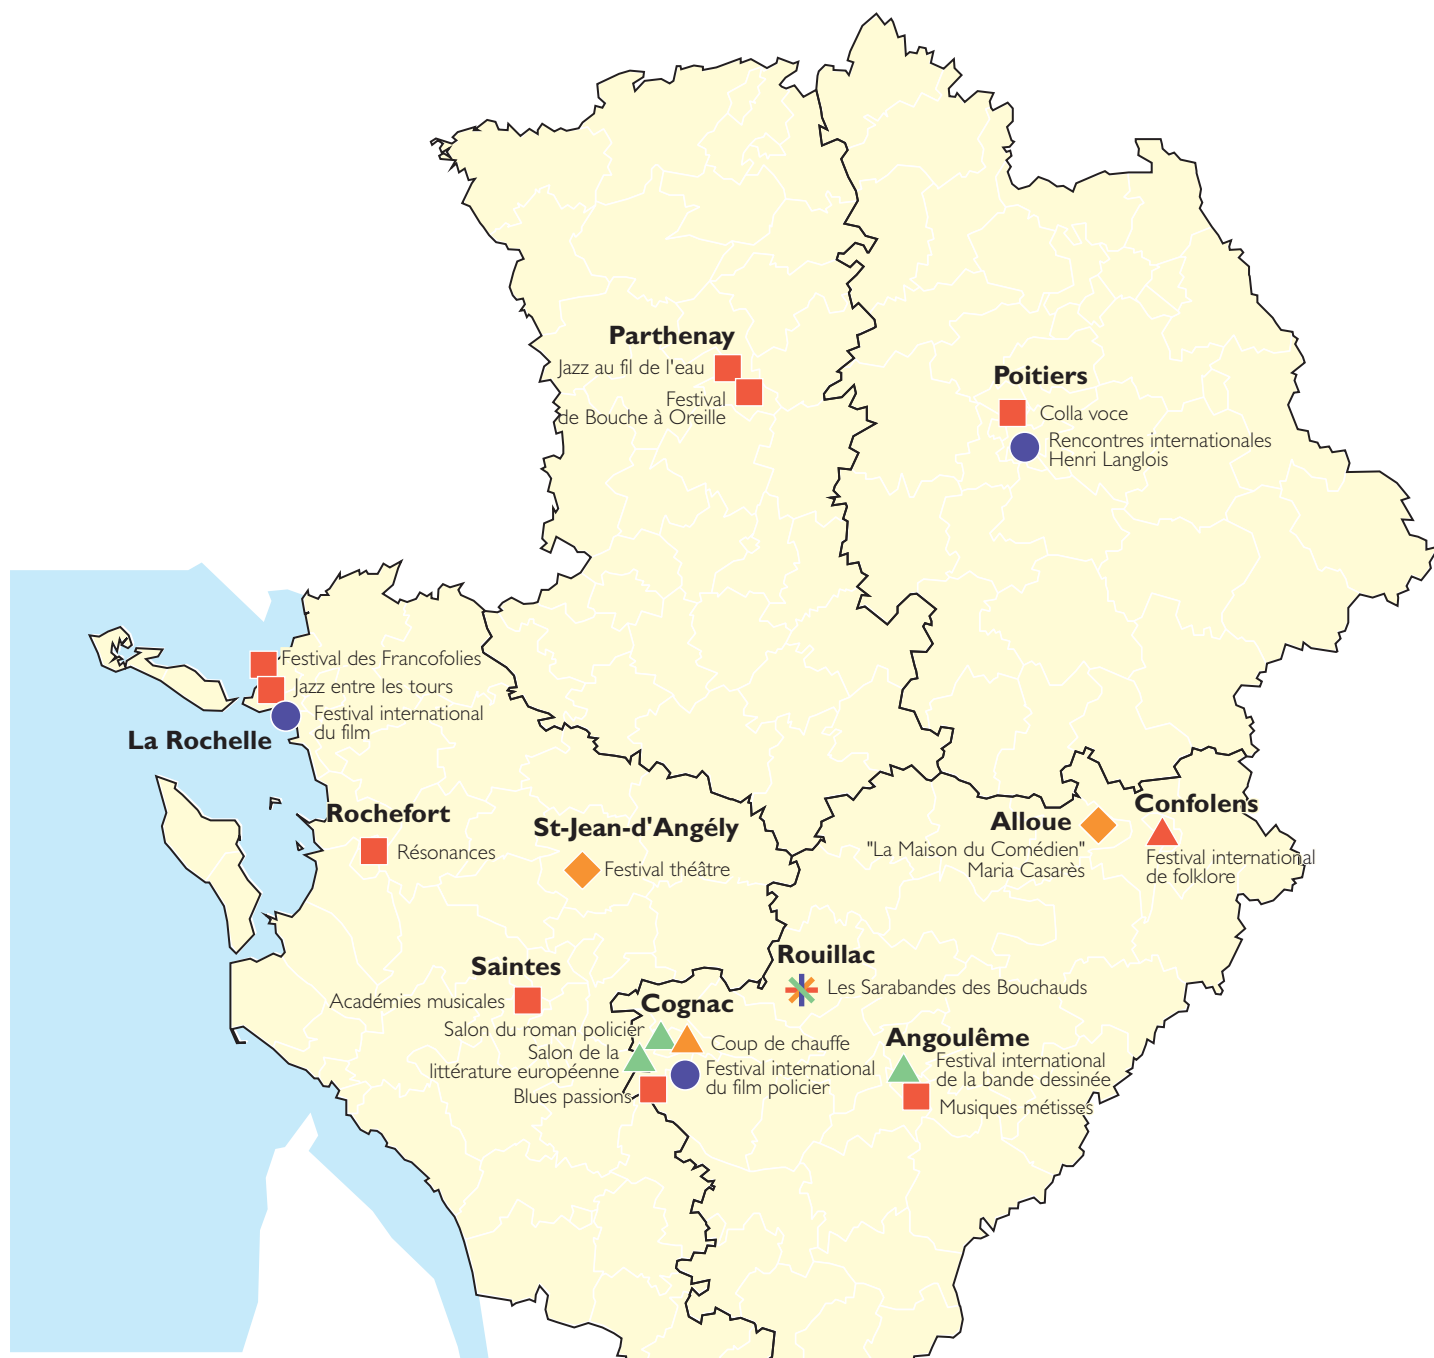 Parthenay
Jazz au fil de l'eau
Festival
de Bouche à Oreille
Poitiers
Colla voce
Rencontres internationales
Henri Langlois
Festival des Francofolies
Jazz entre les tours
Festival international
du film
La Rochelle
Rochefort
Résonances
St-Jean-d'Angély
Festival théâtre
Alloue
"La Maison du Comédien"
Maria Casarès
Confolens
Festival international
de folklore
Saintes
Académies musicales
Rouillac
Les Sarabandes des Bouchauds
Cognac
Salon du roman policier
Salon de la
littérature européenne
Blues passions
Coup de chauffe
Festival international
du film policier
Angoulême
Festival international
de la bande dessinée
Musiques métisses